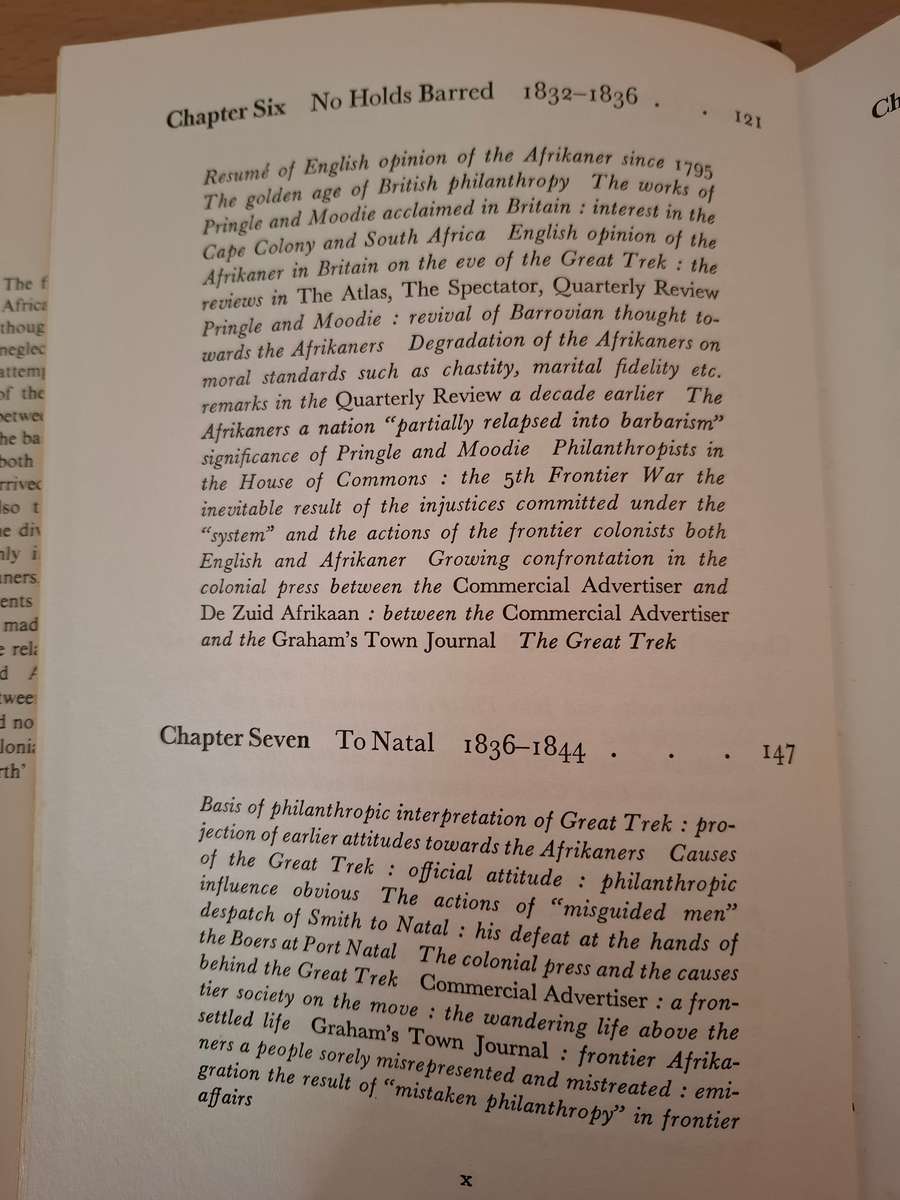 Chapter Six No Holds Barred 1832–1836 . . 121
Resumé of English opinion of the Afrikaner since 1795
The golden age of British philanthropy The works of
Pringle and Moodie acclaimed in Britain : interest in the
Cape Colony and South Africa English opinion of the
Afrikaner in Britain on the eve of the Great Trek : the
reviews in The Atlas, The Spectator, Quarterly Review
Pringle and Moodie : revival of Barrovian thought to-
wards the Afrikaners Degradation of the Afrikaners on
moral standards such as chastity, marital fidelity etc.
remarks in the Quarterly Review a decade earlier The
Afrikaners a nation “partially relapsed into barbarism”
significance of Pringle and Moodie Philanthropists in
the House of Commons : the 5th Frontier War the
inevitable result of the injustices committed under the
“system” and the actions of the frontier colonists both
English and Afrikaner Growing confrontation in the
colonial press between the Commercial Advertiser and
De Zuid Afrikaan : between the Commercial Advertiser
and the Graham’s Town Journal The Great Trek
Chapter Seven To Natal 1836–1844 . . . 147
Basis of philanthropic interpretation of Great Trek : pro-
jection of earlier attitudes towards the Afrikaners Causes
of the Great Trek : official attitude : philanthropic
influence obvious The actions of “misguided men”
despatch of Smith to Natal : his defeat at the hands of
the Boers at Port Natal The colonial press and the causes
behind the Great Trek Commercial Advertiser : a fron-
tier society on the move : the wandering life above the
settled life Graham’s Town Journal : frontier Afrika-
ners a people sorely misrepresented and mistreated : emi-
gration the result of “mistaken philanthropy” in frontier
affairs
x